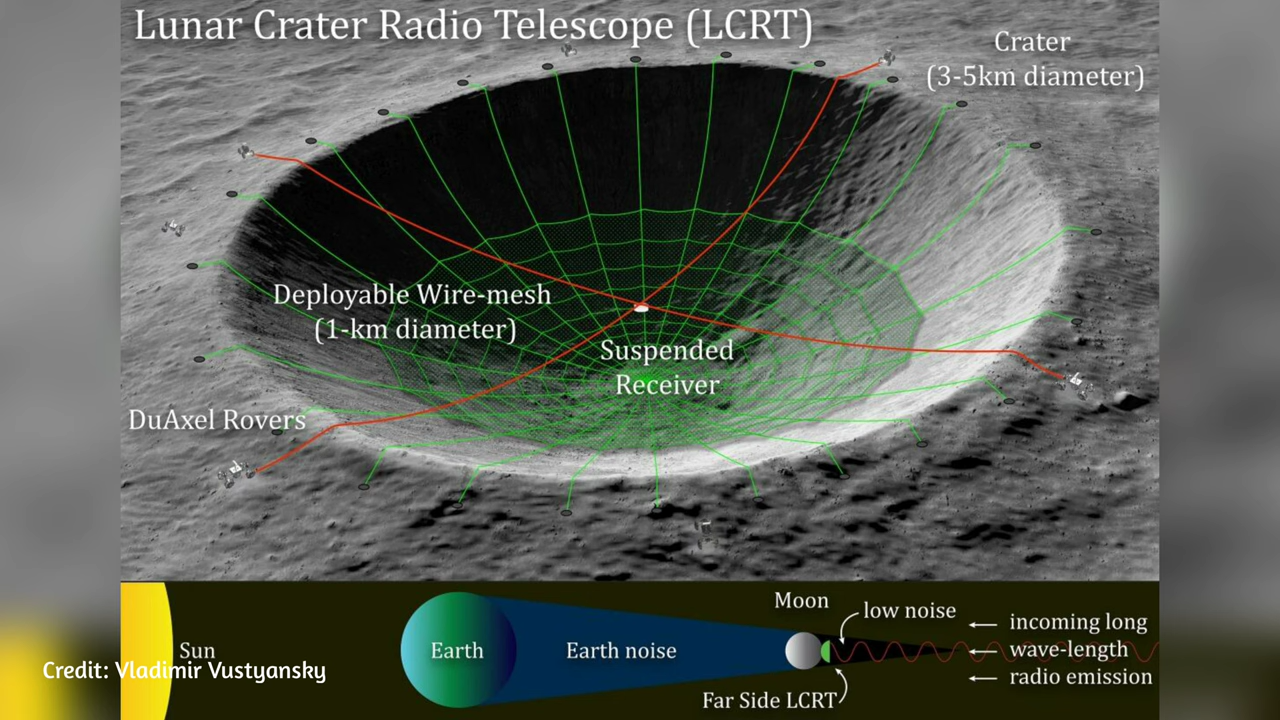 Lunar Crater Radio Telescope (LCRT)
Crater
(3-5km diameter)
Deployable Wire-mesh
(1-km diameter)
Suspended
Receiver
DuAxel Rovers
Moon
low noise
incoming long
wave-length
radio emission
Sun
Earth
Earth noise
Far Side LCRT
Credit: Vladimir Vustyansky